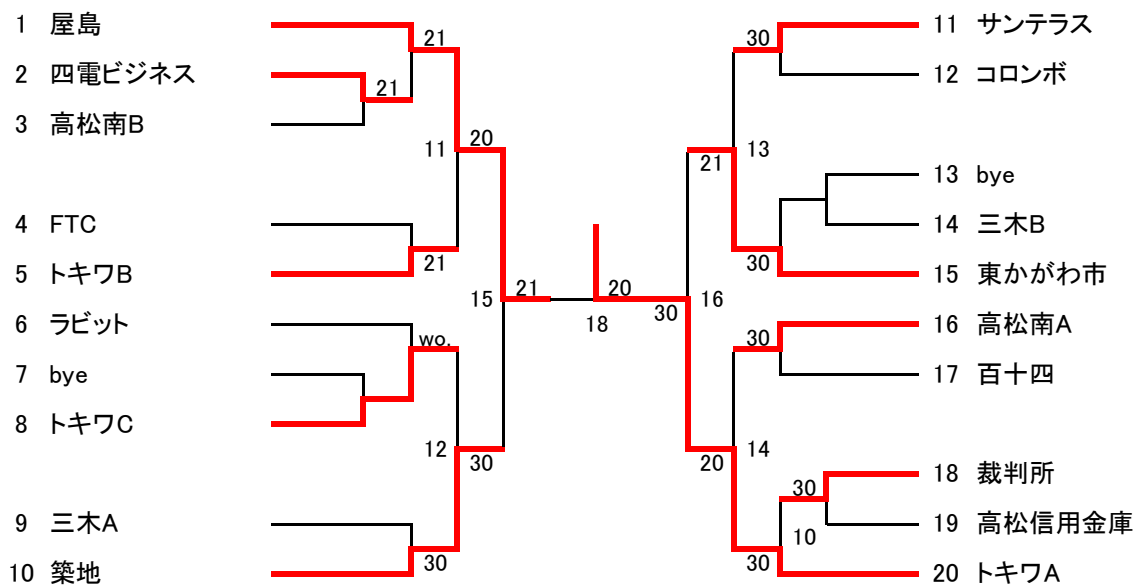 1 屋島
2 四電ビジネス
3 高松南B
4 FTC
5 トキワB
6 ラビット
7 bye
8 トキワC
9 三木A
10 築地
21
21
20
11
21
15
21
wo.
12
30
30
18
20
30
16
30
21
13
30
30
20
14
30
10
30
11 サンテラス
12 コロンボ
13 bye
14 三木B
15 東かがわ市
16 高松南A
17 百十四
18 裁判所
19 高松信用金庫
20 トキワA